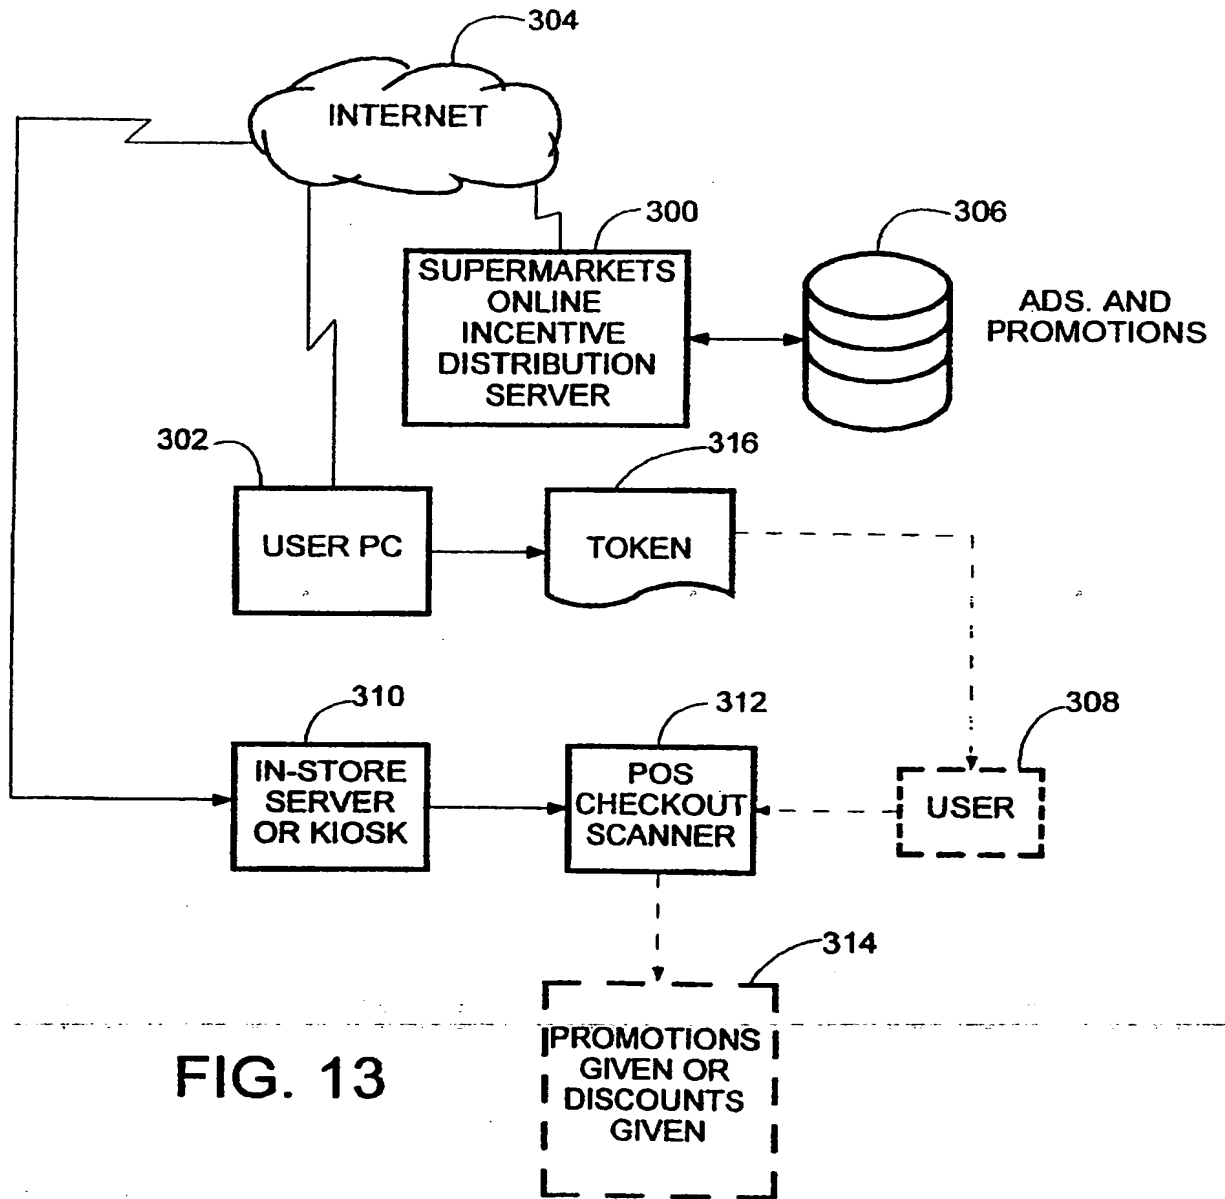 304
INTERNET
300
306
SUPERMARKETS
ONLINE
INCENTIVE
DISTRIBUTION
SERVER
ADS. AND
PROMOTIONS
302
316
USER PC
TOKEN
310
312
308
IN-STORE
SERVER
OR KIOSK
POS
CHECKOUT
SCANNER
USER
314
PROMOTIONS
GIVEN OR
DISCOUNTS
GIVEN
FIG. 13